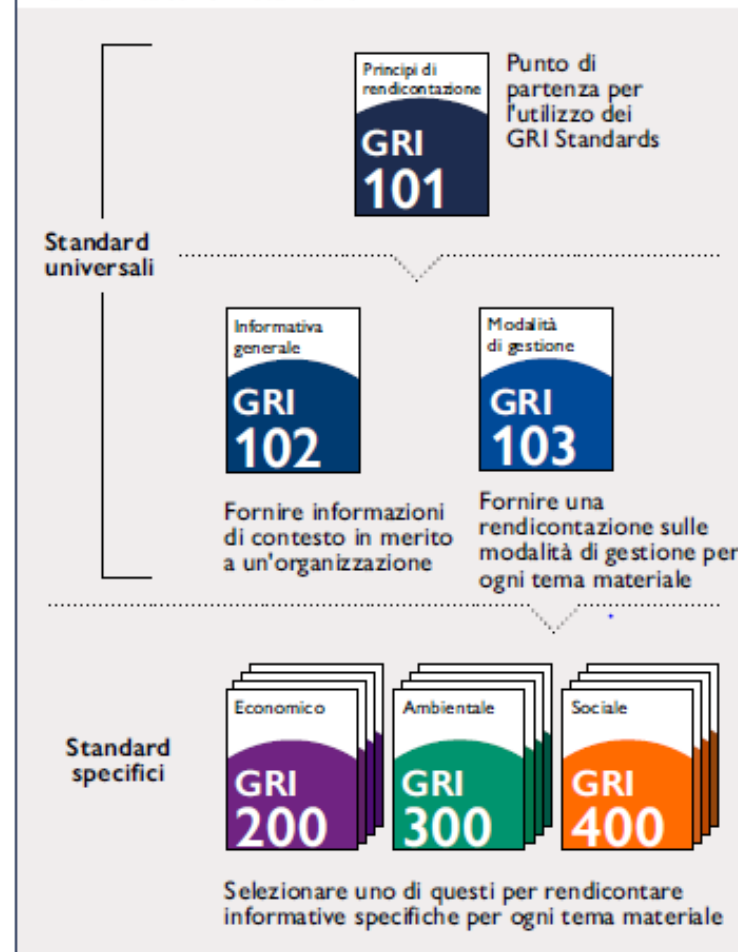 Principi di
rendicontazione
GRI
101
Punto di
partenza per
l'utilizzo dei
GRI Standards
Standard
universali
Informativa
generale
GRI
102
Modalità
di gestione
GRI
103
Fornire informazioni
di contesto in merito
a un'organizzazione
Fornire una
rendicontazione sulle
modalità di gestione per
ogni tema materiale
Standard
specifici
Economico
GRI
200
Ambientale
GRI
300
Sociale
GRI
400
Selezionare uno di questi per rendicontare
informative specifiche per ogni tema materiale